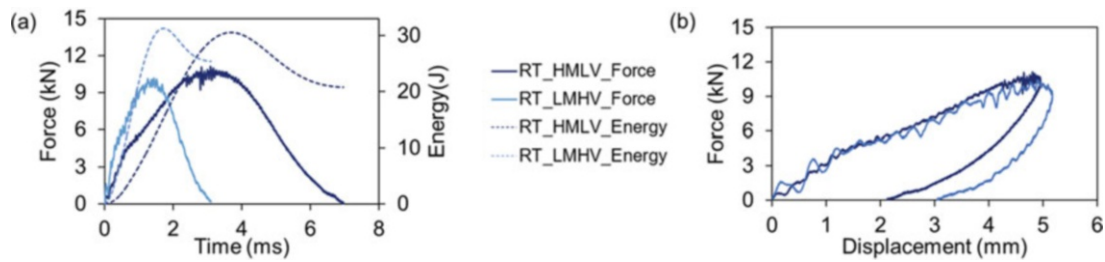 (a)
15
12
9
6
3
0
Force (kN)
0 2 4 6 8
Time (ms)
30
20
10
0
Energy(J)
RT_HMLV_Force
RT_LMHV_Force
RT_HMLV_Energy
RT_LMHV_Energy
(b)
15
12
9
6
3
0
Force (kN)
0 1 2 3 4 5 6
Displacement (mm)